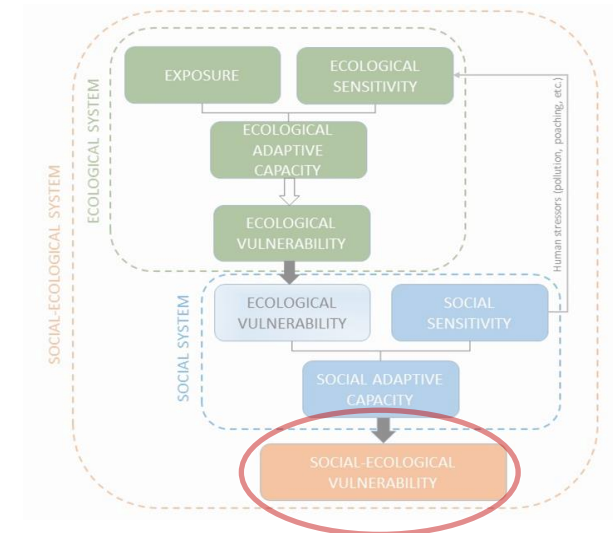 EXPOSURE
ECOLOGICAL
SENSITIVITY
ECOLOGICAL
ADAPTIVE
CAPACITY
ECOLOGICAL
VULNERABILITY
ECOLOGICAL
VULNERABILITY
SOCIAL
SENSITIVITY
SOCIAL ADAPTIVE
CAPACITY
SOCIAL-ECOLOGICAL
VULNERABILITY
SOCIAL-ECOLOGICAL SYSTEM
ECOLOGICAL SYSTEM
SOCIAL SYSTEM
Human stressors (pollution, poaching, etc.)